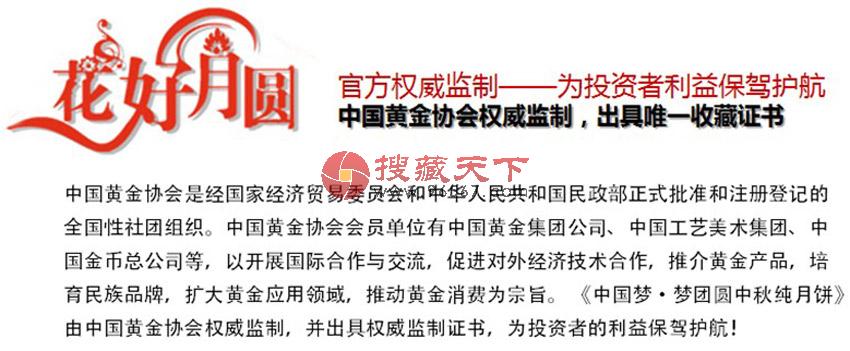 花好月圆
官方权威监制——为投资者利益保驾护航
中国黄金协会权威监制，出具唯一收藏证书
搜藏天下
中国黄金协会是经国家经济贸易委员会和中华人民共和国民政部正式批准和注册登记的
全国性社团组织。中国黄金协会会员单位有中国黄金集团公司、中国工艺美术集团、中
国金币总公司等，以开展国际合作与交流，促进对外经济技术合作，推介黄金产品，培
育民族品牌，扩大黄金应用领域，推动黄金消费为宗旨。《中国梦·梦团圆中秋纯月饼》
由中国黄金协会权威监制，并出具权威监制证书，为投资者的利益保驾护航！